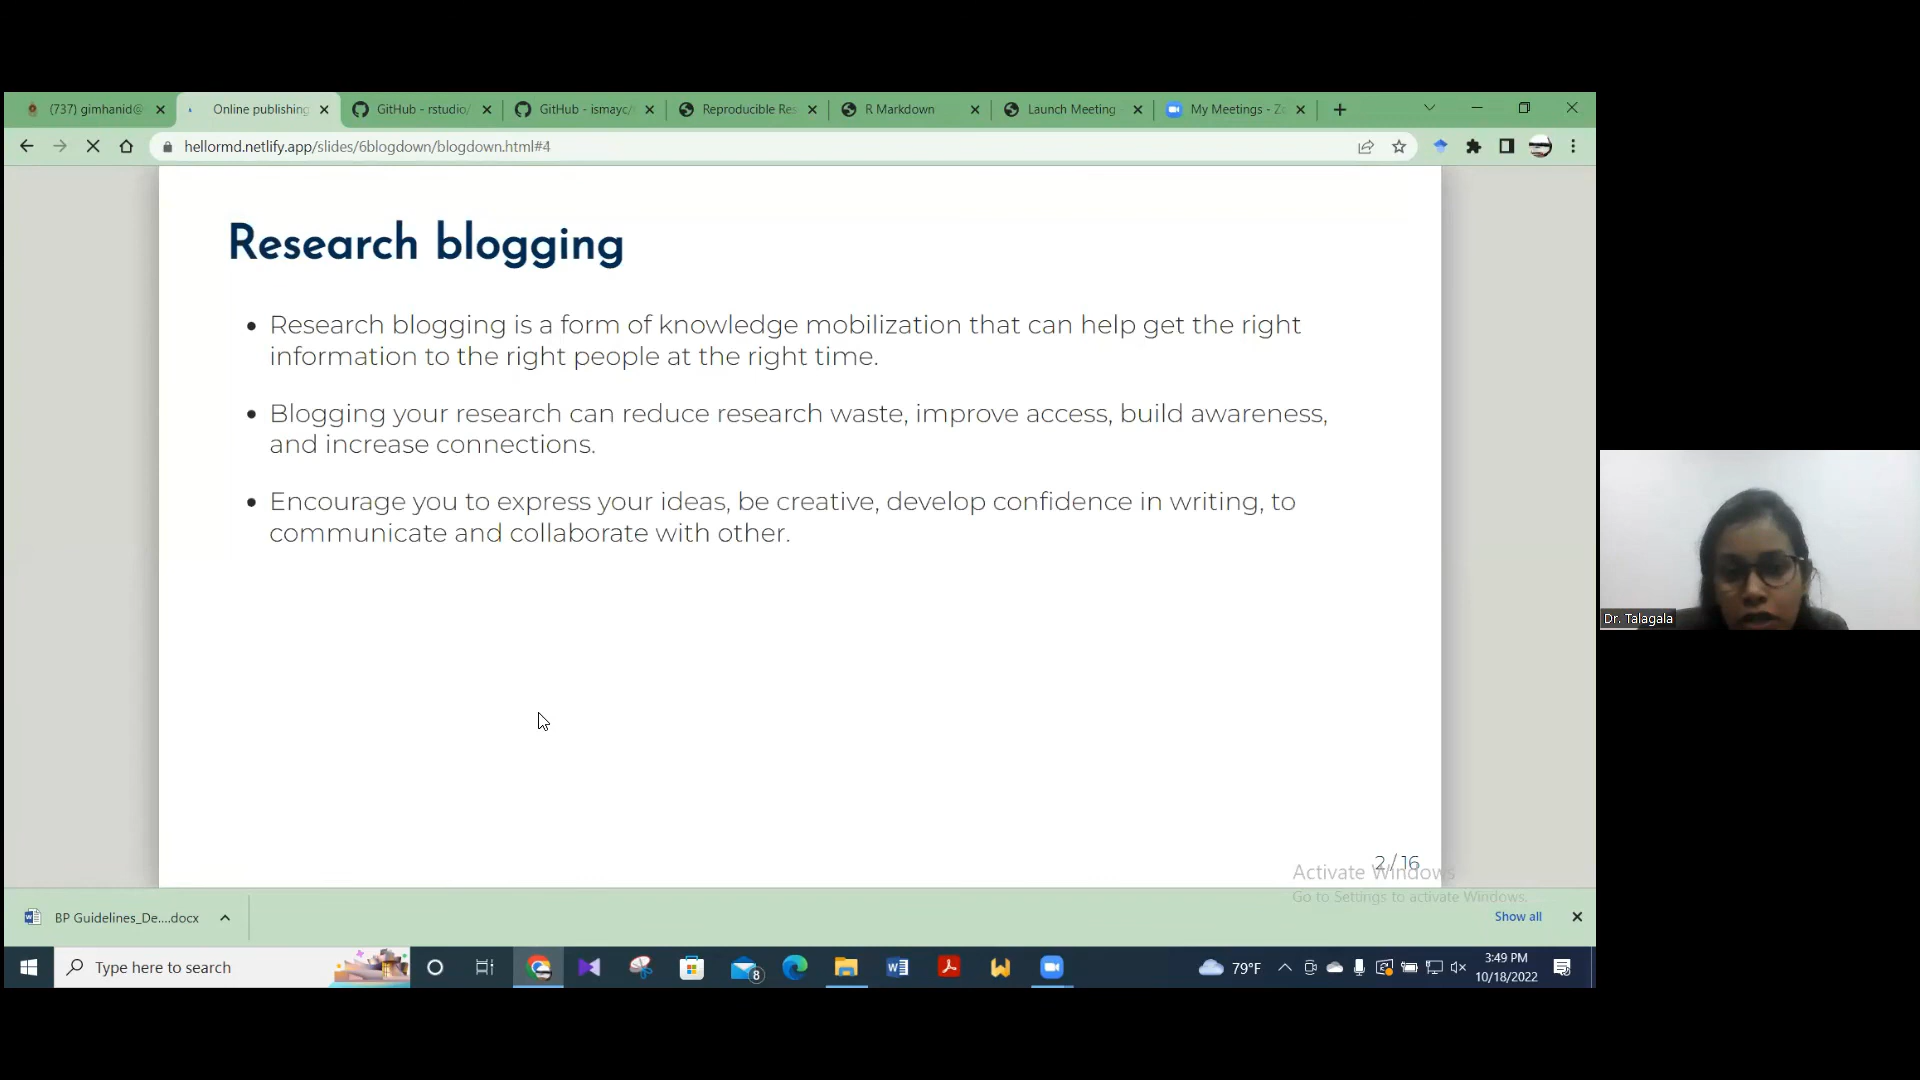 (737) gimhanid@
Online publishing
GitHub - rstudio/
GitHub - ismayc/
Reproducible Res
R Markdown
Launch Meeting -
My Meetings - Zo
hellormd.netlify.app/slides/6blogdown/blogdown.html#4
Research blogging
• Research blogging is a form of knowledge mobilization that can help get the right
information to the right people at the right time.
• Blogging your research can reduce research waste, improve access, build awareness,
and increase connections.
• Encourage you to express your ideas, be creative, develop confidence in writing, to
communicate and collaborate with other.
Dr. Talagala
2 / 16
Activate Windows
Go to Settings to activate Windows.
BP Guidelines_De....docx
Show all
Type here to search
8
79°F
3:49 PM
10/18/2022